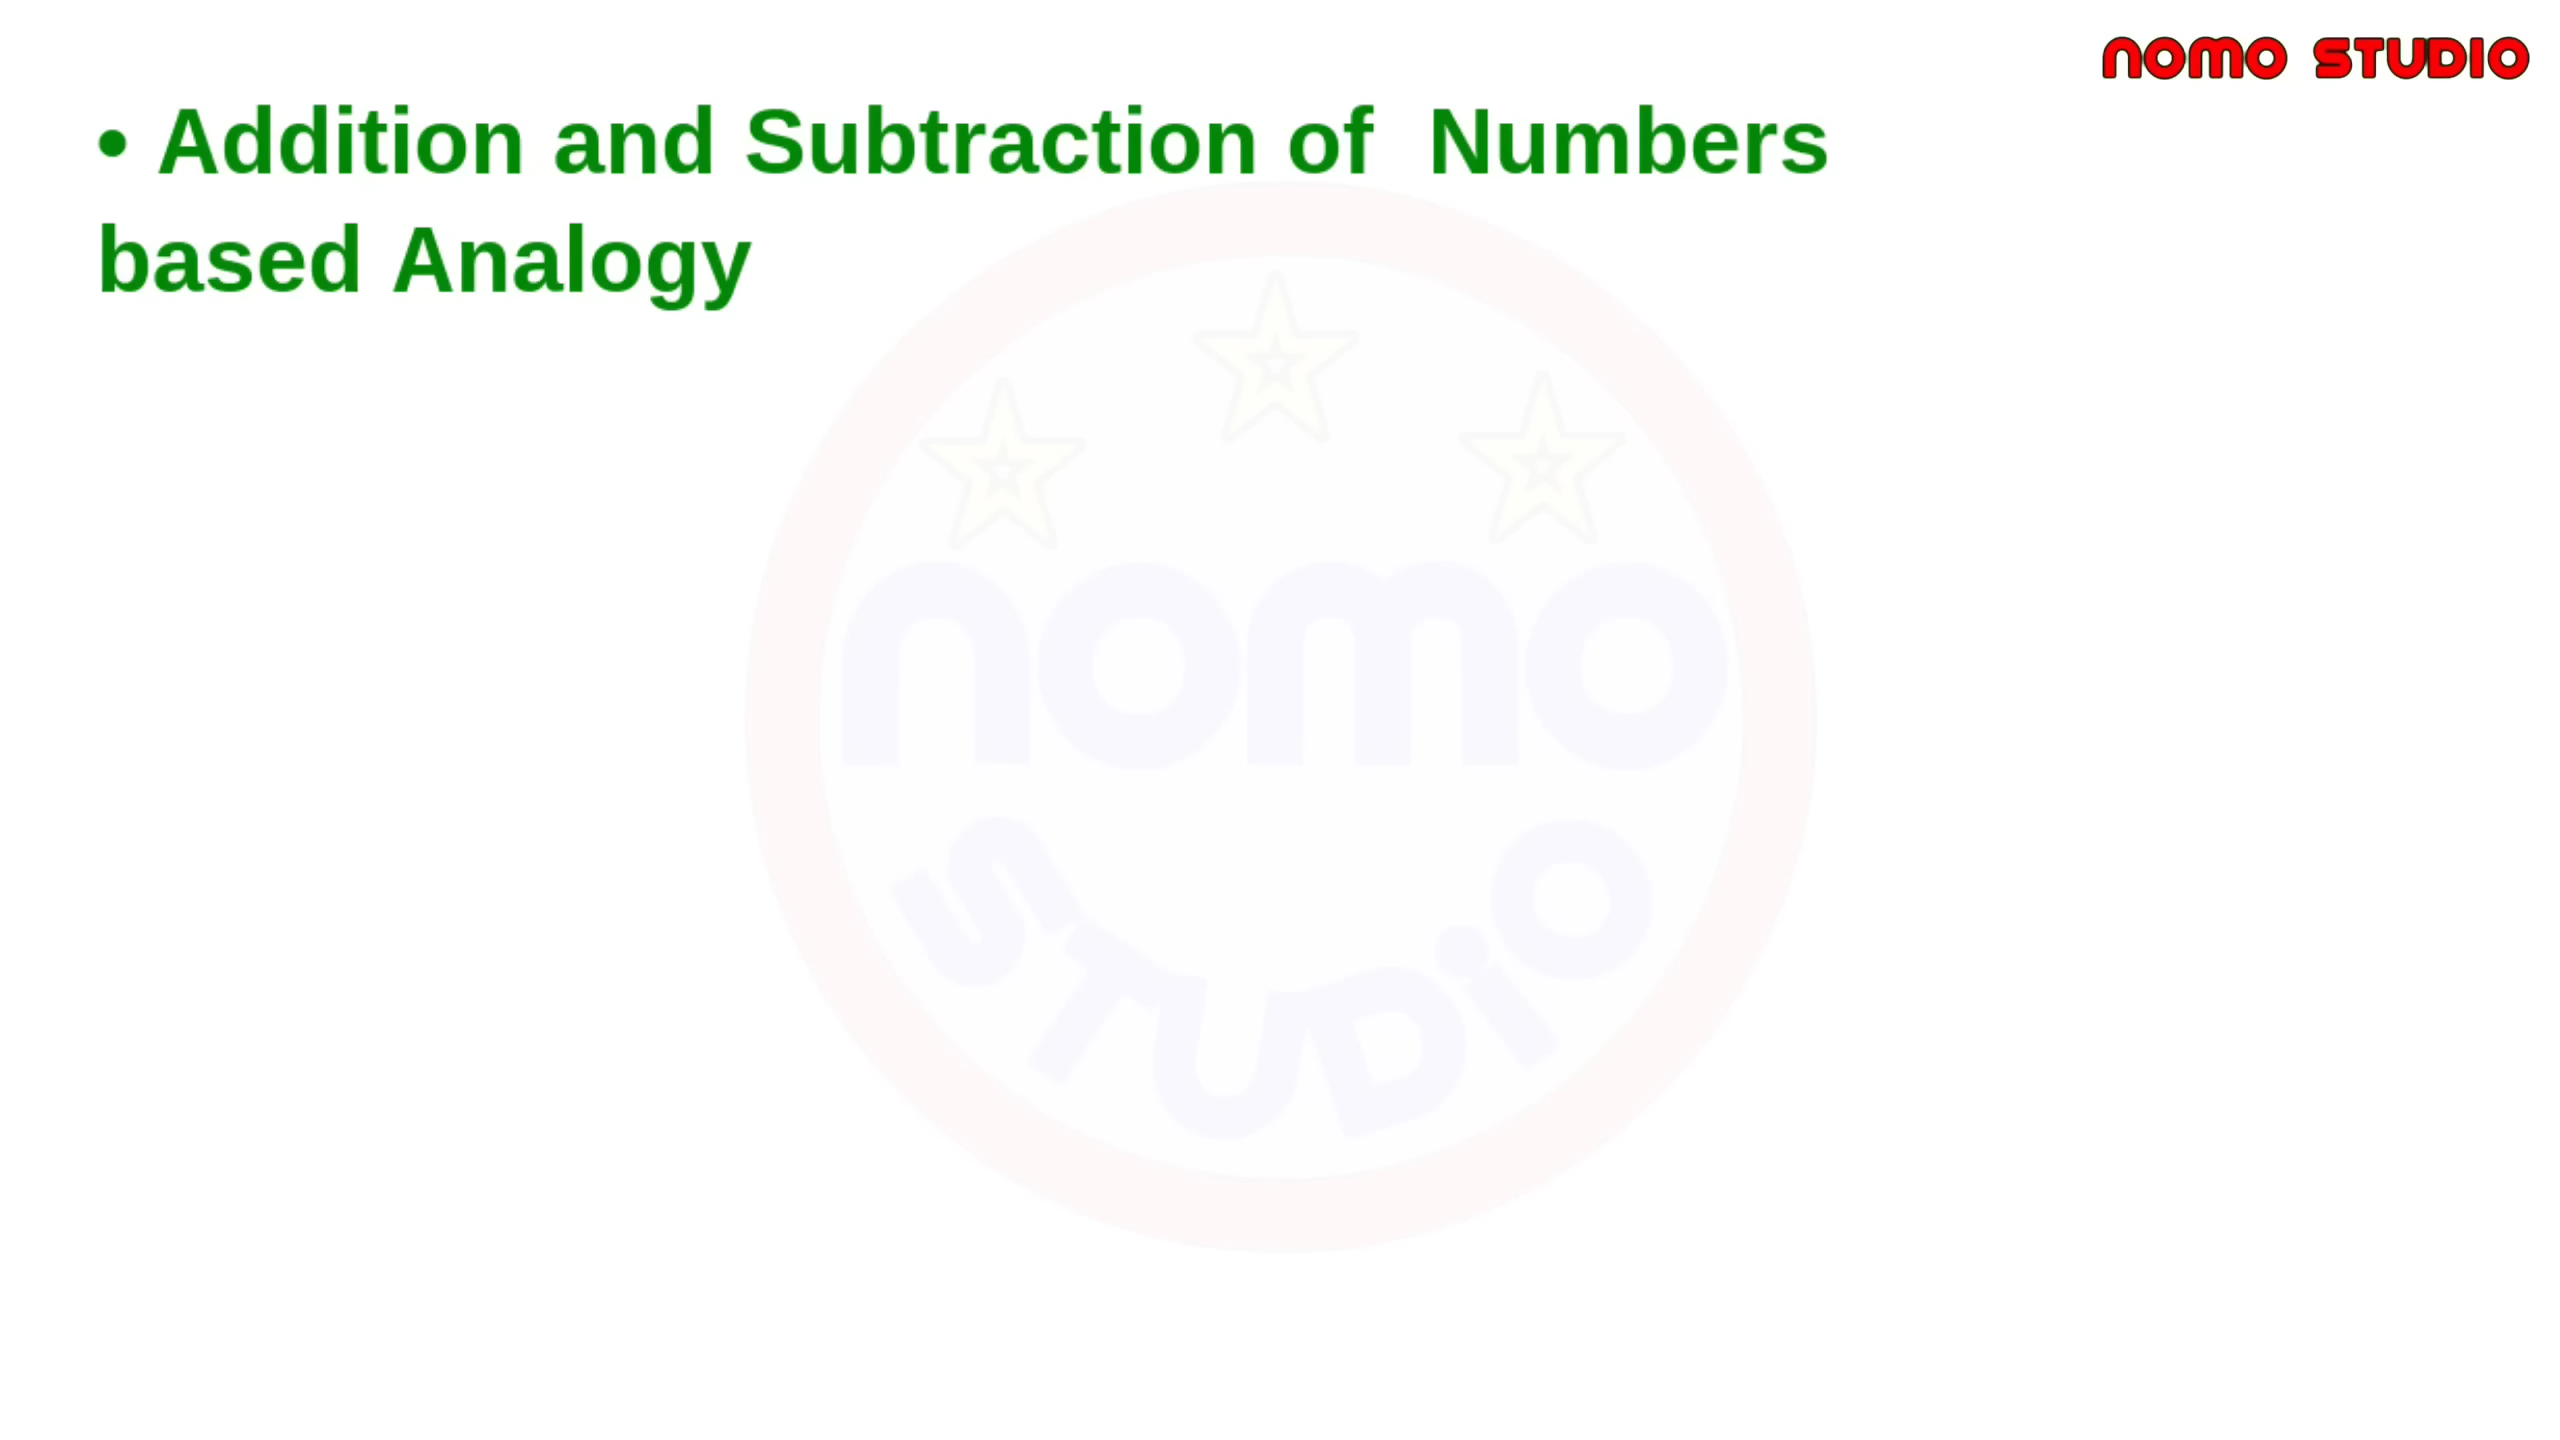 NOMO STUDIO
• Addition and Subtraction of  Numbers
based Analogy
nomo
STUDiO